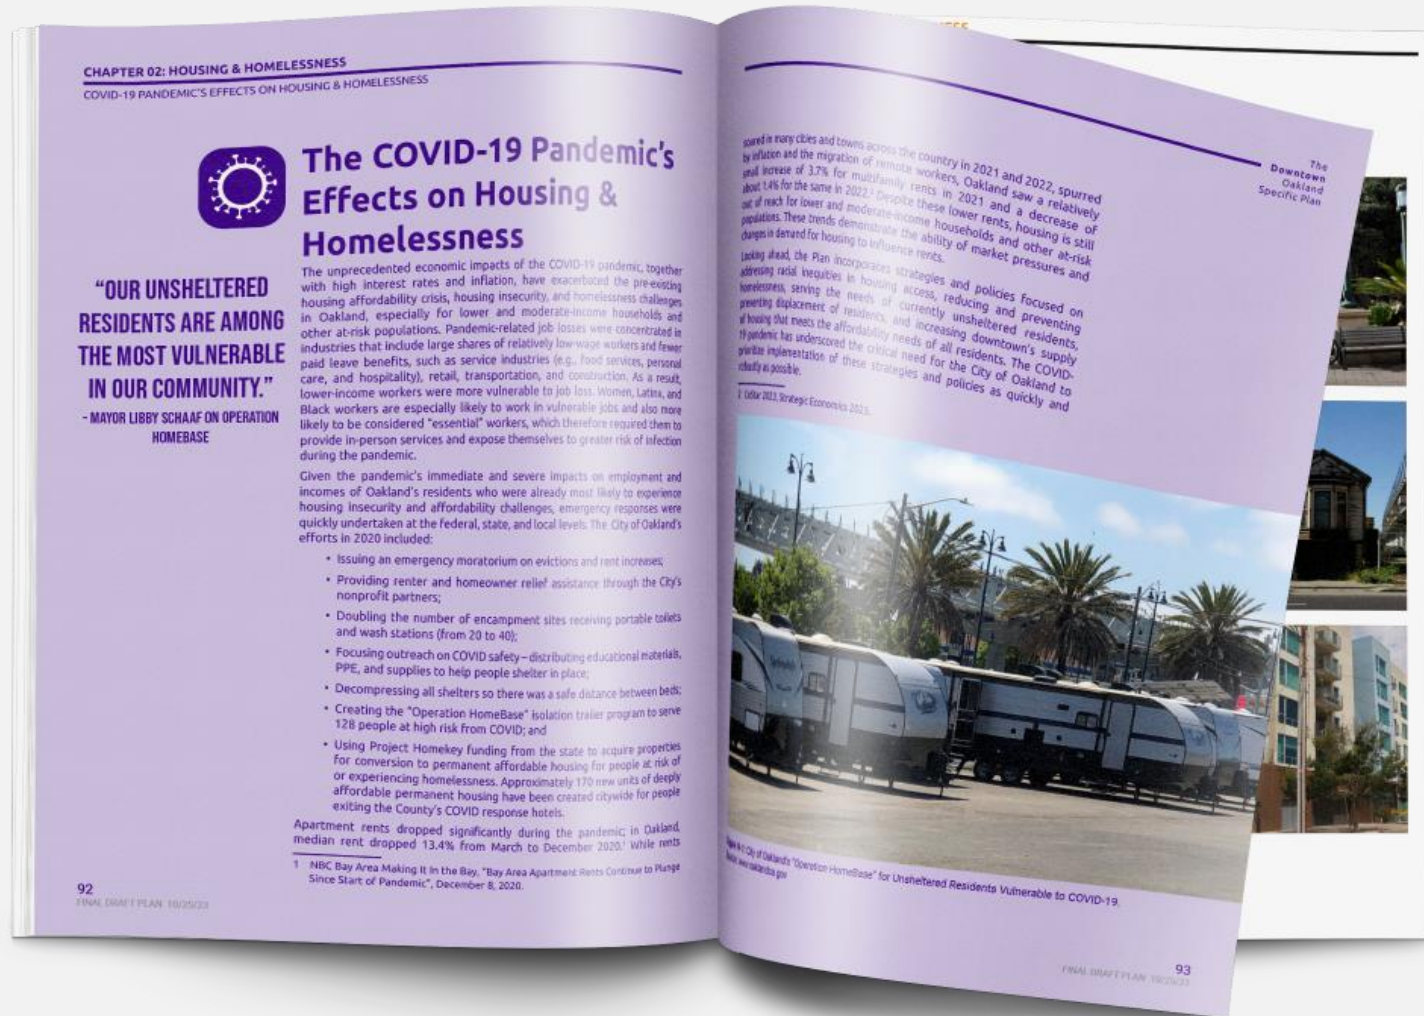 CHAPTER 02: HOUSING & HOMELESSNESS
COVID-19 PANDEMIC'S EFFECTS ON HOUSING & HOMELESSNESS
The COVID-19 Pandemic's
Effects on Housing &
Homelessness
“OUR UNSHELTERED
RESIDENTS ARE AMONG
THE MOST VULNERABLE
IN OUR COMMUNITY.”
- MAYOR LIBBY SCHAAF ON OPERATION
HOMEBASE
The unprecedented economic impacts of the COVID-19 pandemic, together
with high interest rates and inflation, have exacerbated the pre-existing
housing affordability crisis, housing insecurity, and homelessness challenges
in Oakland, especially for lower and moderate-income households and
other at-risk populations. Pandemic-related job losses were concentrated in
industries that include large shares of relatively low-wage workers and fewer
paid leave benefits, such as service industries (e.g., food services, personal
care, and hospitality), retail, transportation, and construction. As a result,
lower-income workers were more vulnerable to job loss. Women, Latinx, and
Black workers are especially likely to work in vulnerable jobs and also more
likely to be considered “essential” workers, which therefore required them to
provide in-person services and expose themselves to greater risk of infection
during the pandemic.
Given the pandemic's immediate and severe impacts on employment and
incomes of Oakland's residents who were already most likely to experience
housing insecurity and affordability challenges, emergency responses were
quickly undertaken at the federal, state, and local levels. The City of Oakland's
efforts in 2020 included:
• Issuing an emergency moratorium on evictions and rent increases;
• Providing renter and homeowner relief assistance through the City's
nonprofit partners;
• Doubling the number of encampment sites receiving portable toilets
and wash stations (from 20 to 40);
• Focusing outreach on COVID safety – distributing educational materials,
PPE, and supplies to help people shelter in place;
• Decompressing all shelters so there was a safe distance between beds;
• Creating the "Operation HomeBase" isolation trailer program to serve
128 people at high risk from COVID; and
• Using Project Homekey funding from the state to acquire properties
for conversion to permanent affordable housing for people at risk of
or experiencing homelessness. Approximately 170 new units of deeply
affordable permanent housing have been created citywide for people
exiting the County's COVID response hotels.
Apartment rents dropped significantly during the pandemic; in Oakland,
median rent dropped 13.4% from March to December 2020.¹ While rents
1 NBC Bay Area Making It In the Bay, "Bay Area Apartment Rents Continue to Plunge
Since Start of Pandemic", December 8, 2020.
92
FINAL DRAFT PLAN 10/25/23
The
Downtown
Oakland
Specific Plan
soared in many cities and towns across the country in 2021 and 2022, spurred
by inflation and the migration of remote workers, Oakland saw a relatively
small increase of 3.7% for multifamily rents in 2021 and a decrease of
about 1.4% for the same in 2022.² Despite these lower rents, housing is still
out of reach for lower and moderate-income households and other at-risk
populations. These trends demonstrate the ability of market pressures and
changes in demand for housing to influence rents.
Looking ahead, the Plan incorporates strategies and policies focused on
addressing racial inequities in housing access, reducing and preventing
homelessness, serving the needs of currently unsheltered residents,
preventing displacement of residents, and increasing downtown's supply
of housing that meets the affordability needs of all residents. The COVID-
19 pandemic has underscored the critical need for the City of Oakland to
prioritize implementation of these strategies and policies as quickly and
robustly as possible.
2 CoStar 2023, Strategic Economics 2023.
City of Oakland's "Operation HomeBase" for Unsheltered Residents Vulnerable to COVID-19.
93
FINAL DRAFT PLAN 10/25/23